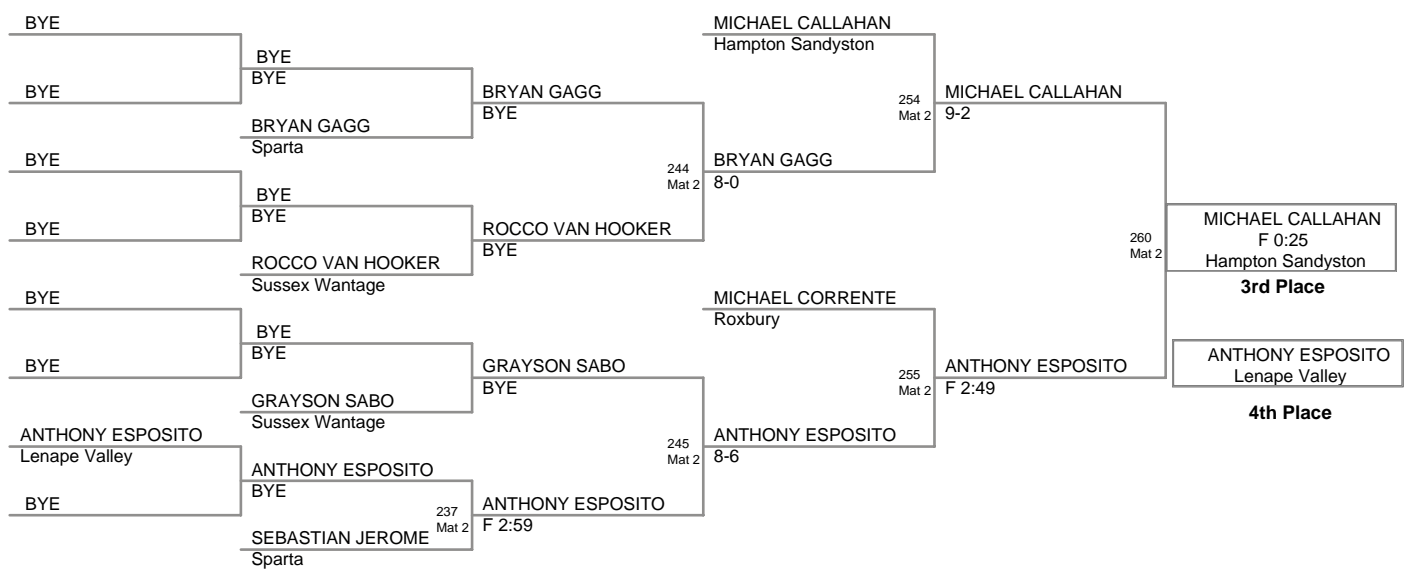 BYE
BYE
BYE
BYE
BYE
BYE
ANTHONY ESPOSITO
Lenape Valley
BYE
BYE
BYE
BRYAN GAGG
Sparta
BYE
BYE
ROCCO VAN HOOKER
Sussex Wantage
BYE
BYE
GRAYSON SABO
Sussex Wantage
ANTHONY ESPOSITO
BYE
SEBASTIAN JEROME
Sparta
237
Mat 2
BRYAN GAGG
BYE
ROCCO VAN HOOKER
BYE
GRAYSON SABO
BYE
ANTHONY ESPOSITO
F 2:59
244
Mat 2
245
Mat 2
MICHAEL CALLAHAN
Hampton Sandyston
BRYAN GAGG
8-0
MICHAEL CORRENTE
Roxbury
ANTHONY ESPOSITO
8-6
254
Mat 2
255
Mat 2
MICHAEL CALLAHAN
9-2
ANTHONY ESPOSITO
F 2:49
260
Mat 2
MICHAEL CALLAHAN
F 0:25
Hampton Sandyston
3rd Place
ANTHONY ESPOSITO
Lenape Valley
4th Place